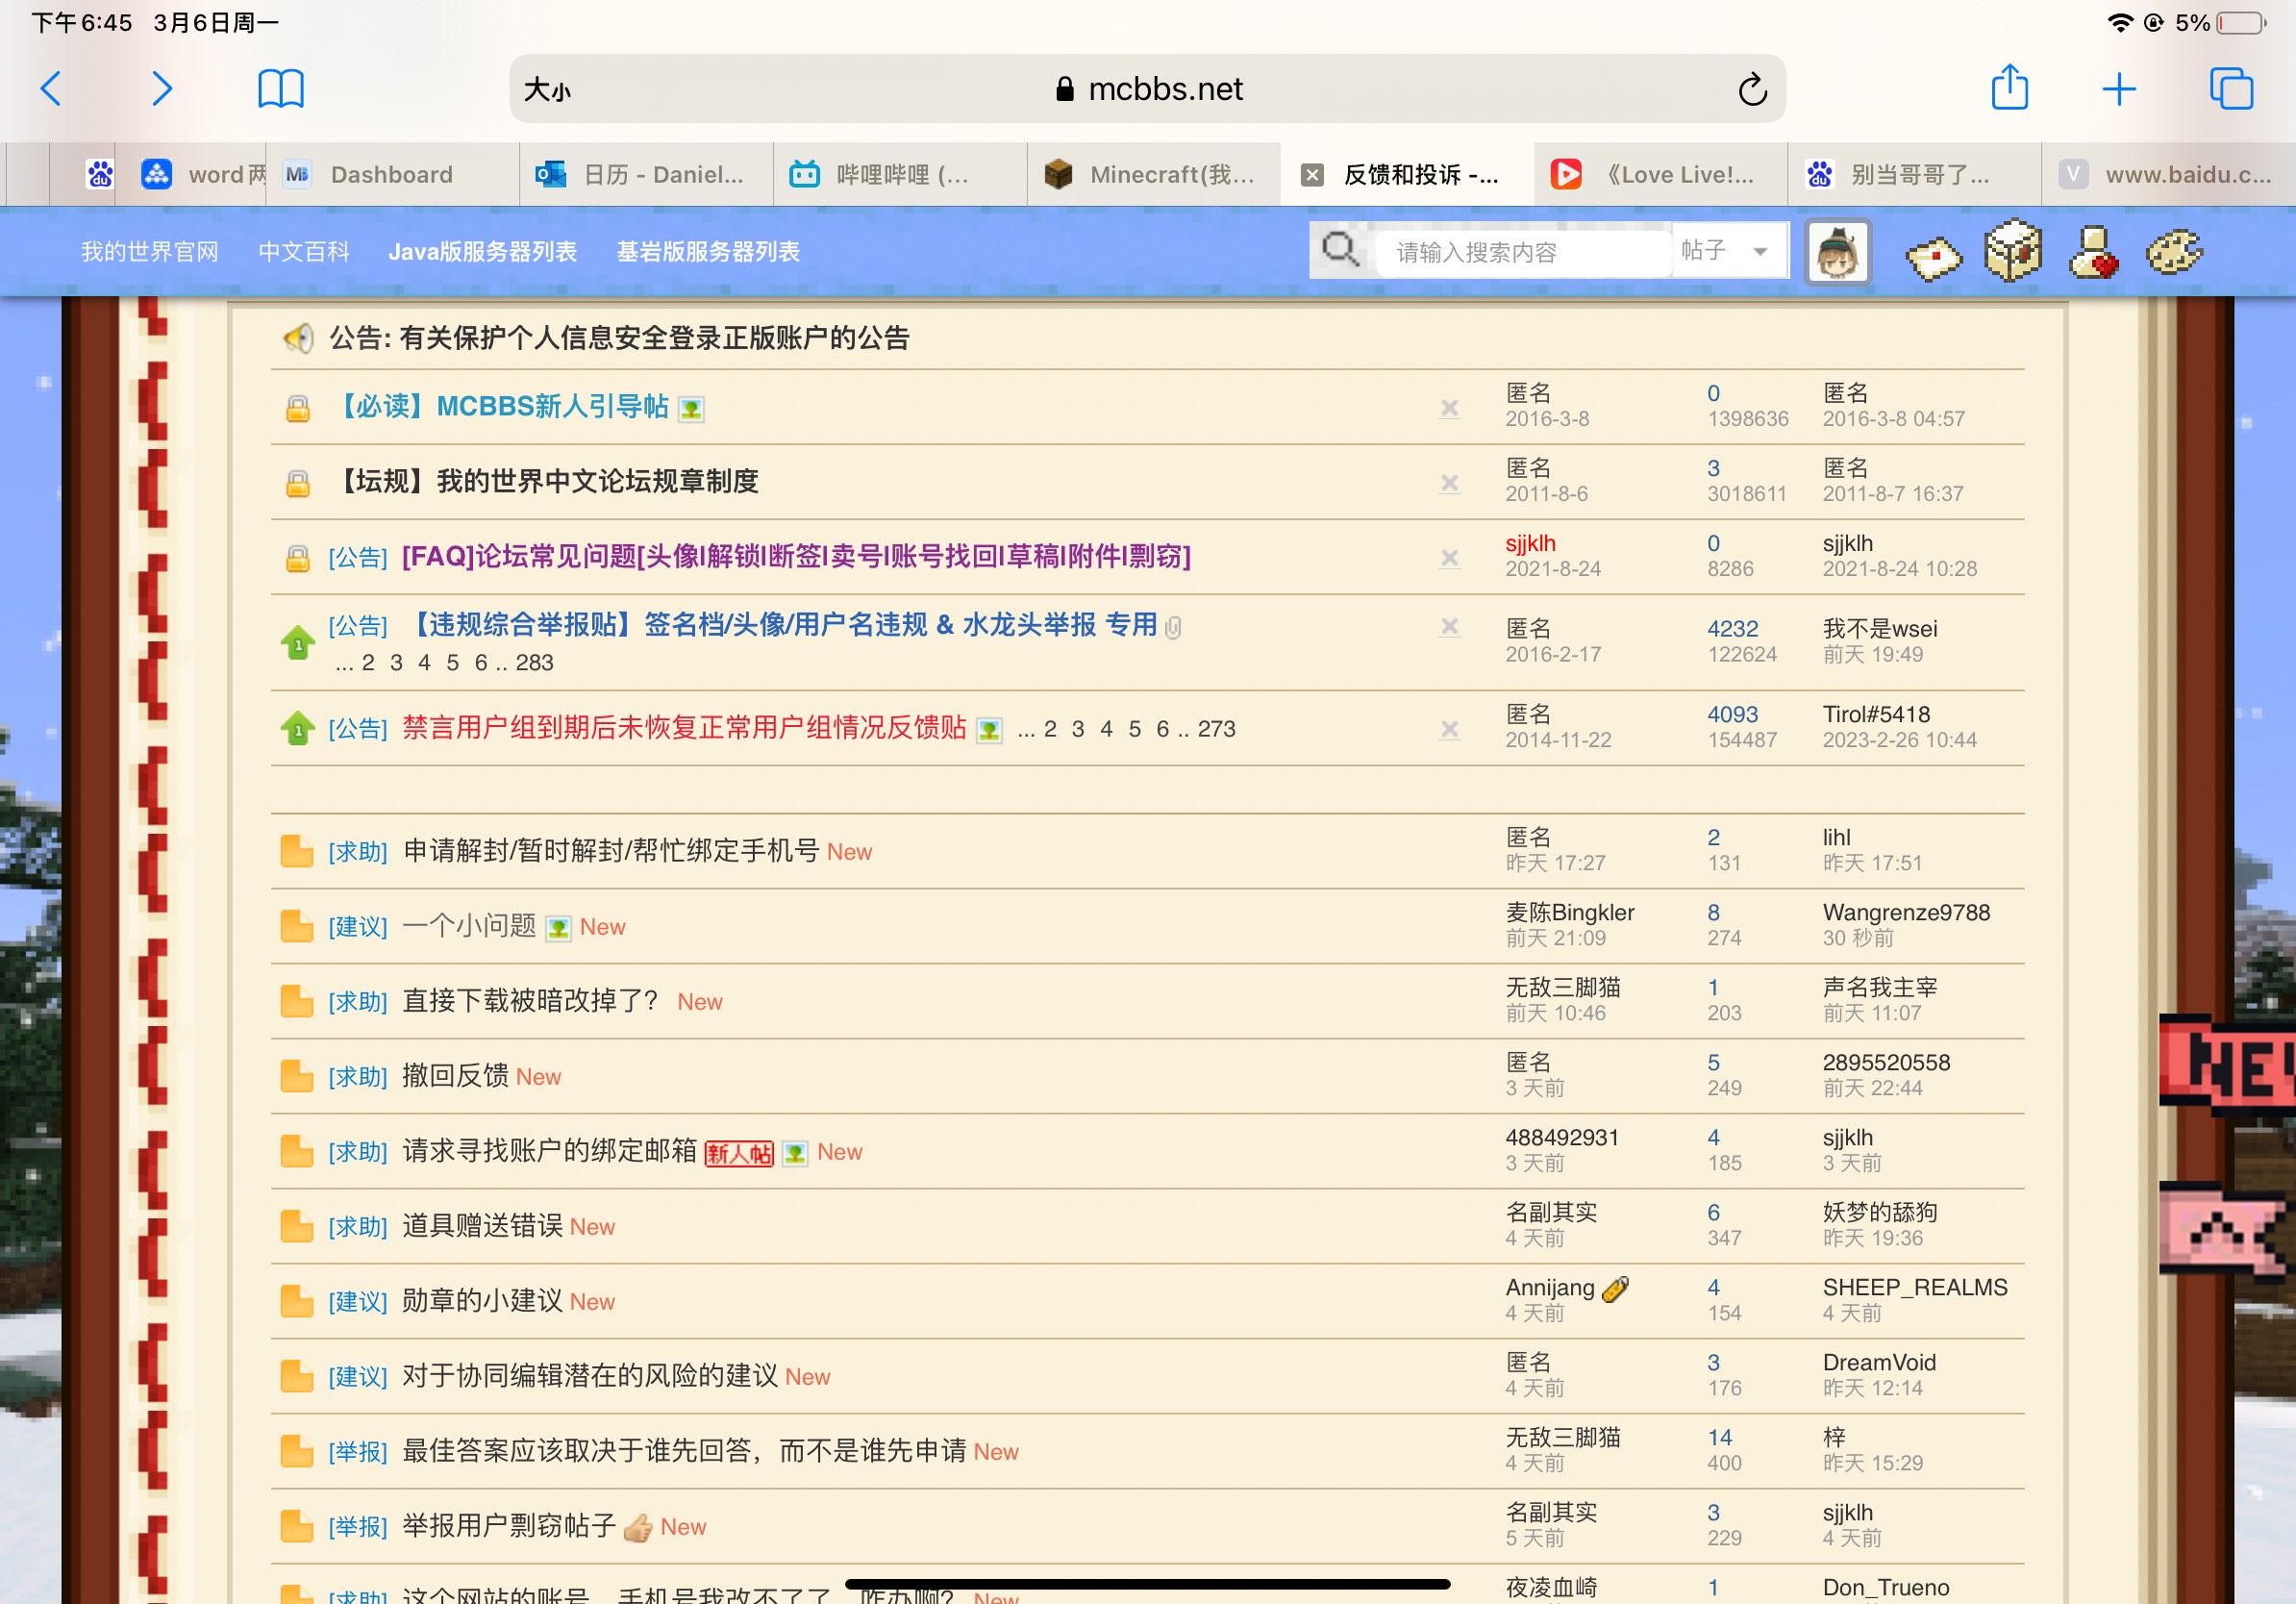 下午6:45 3月6日周一
5%
大小
mcbbs.net
word 两
Dashboard
日历 - Daniel...
哔哩哔哩 (...
Minecraft(我...
反馈和投诉 -...
《Love Live!...
别当哥哥了...
www.baidu.c...
我的世界官网 中文百科 Java版服务器列表 基岩版服务器列表
请输入搜索内容 帖子
公告: 有关保护个人信息安全登录正版账户的公告
【必读】MCBBS新人引导帖 匿名 0 匿名
2016-3-8 1398636 2016-3-8 04:57
【坛规】我的世界中文论坛规章制度 匿名 3 匿名
2011-8-6 3018611 2011-8-7 16:37
[公告] [FAQ]论坛常见问题[头像|解锁|断签|卖号|账号找回|草稿|附件|剽窃] sjjklh 0 sjjklh
2021-8-24 8286 2021-8-24 10:28
[公告] 【违规综合举报贴】签名档/头像/用户名违规 & 水龙头举报 专用 匿名 4232 我不是wsei
... 2 3 4 5 6 .. 283 2016-2-17 122624 前天 19:49
[公告] 禁言用户组到期后未恢复正常用户组情况反馈贴 ... 2 3 4 5 6 .. 273 匿名 4093 Tirol#5418
2014-11-22 154487 2023-2-26 10:44
[求助] 申请解封/暂时解封/帮忙绑定手机号 New 匿名 2 lihl
昨天 17:27 131 昨天 17:51
[建议] 一个小问题 New 麦陈Bingkler 8 Wangrenze9788
前天 21:09 274 30 秒前
[求助] 直接下载被暗改掉了？ New 无敌三脚猫 1 声名我主宰
前天 10:46 203 前天 11:07
[求助] 撤回反馈 New 匿名 5 2895520558
3 天前 249 前天 22:44
[求助] 请求寻找账户的绑定邮箱 新人帖 New 488492931 4 sjjklh
3 天前 185 3 天前
[求助] 道具赠送错误 New 名副其实 6 妖梦的舔狗
4 天前 347 昨天 19:36
[建议] 勋章的小建议 New Annijang 4 SHEEP_REALMS
4 天前 154 4 天前
[建议] 对于协同编辑潜在的风险的建议 New 匿名 3 DreamVoid
4 天前 176 昨天 12:14
[举报] 最佳答案应该取决于谁先回答，而不是谁先申请 New 无敌三脚猫 14 梓
4 天前 400 昨天 15:29
[举报] 举报用户剽窃帖子 New 名副其实 3 sjjklh
5 天前 229 4 天前
[求助] 这个网站的账号，手机号我改不了了，咋办啊？ New 夜凌血崎 1 Don_Trueno